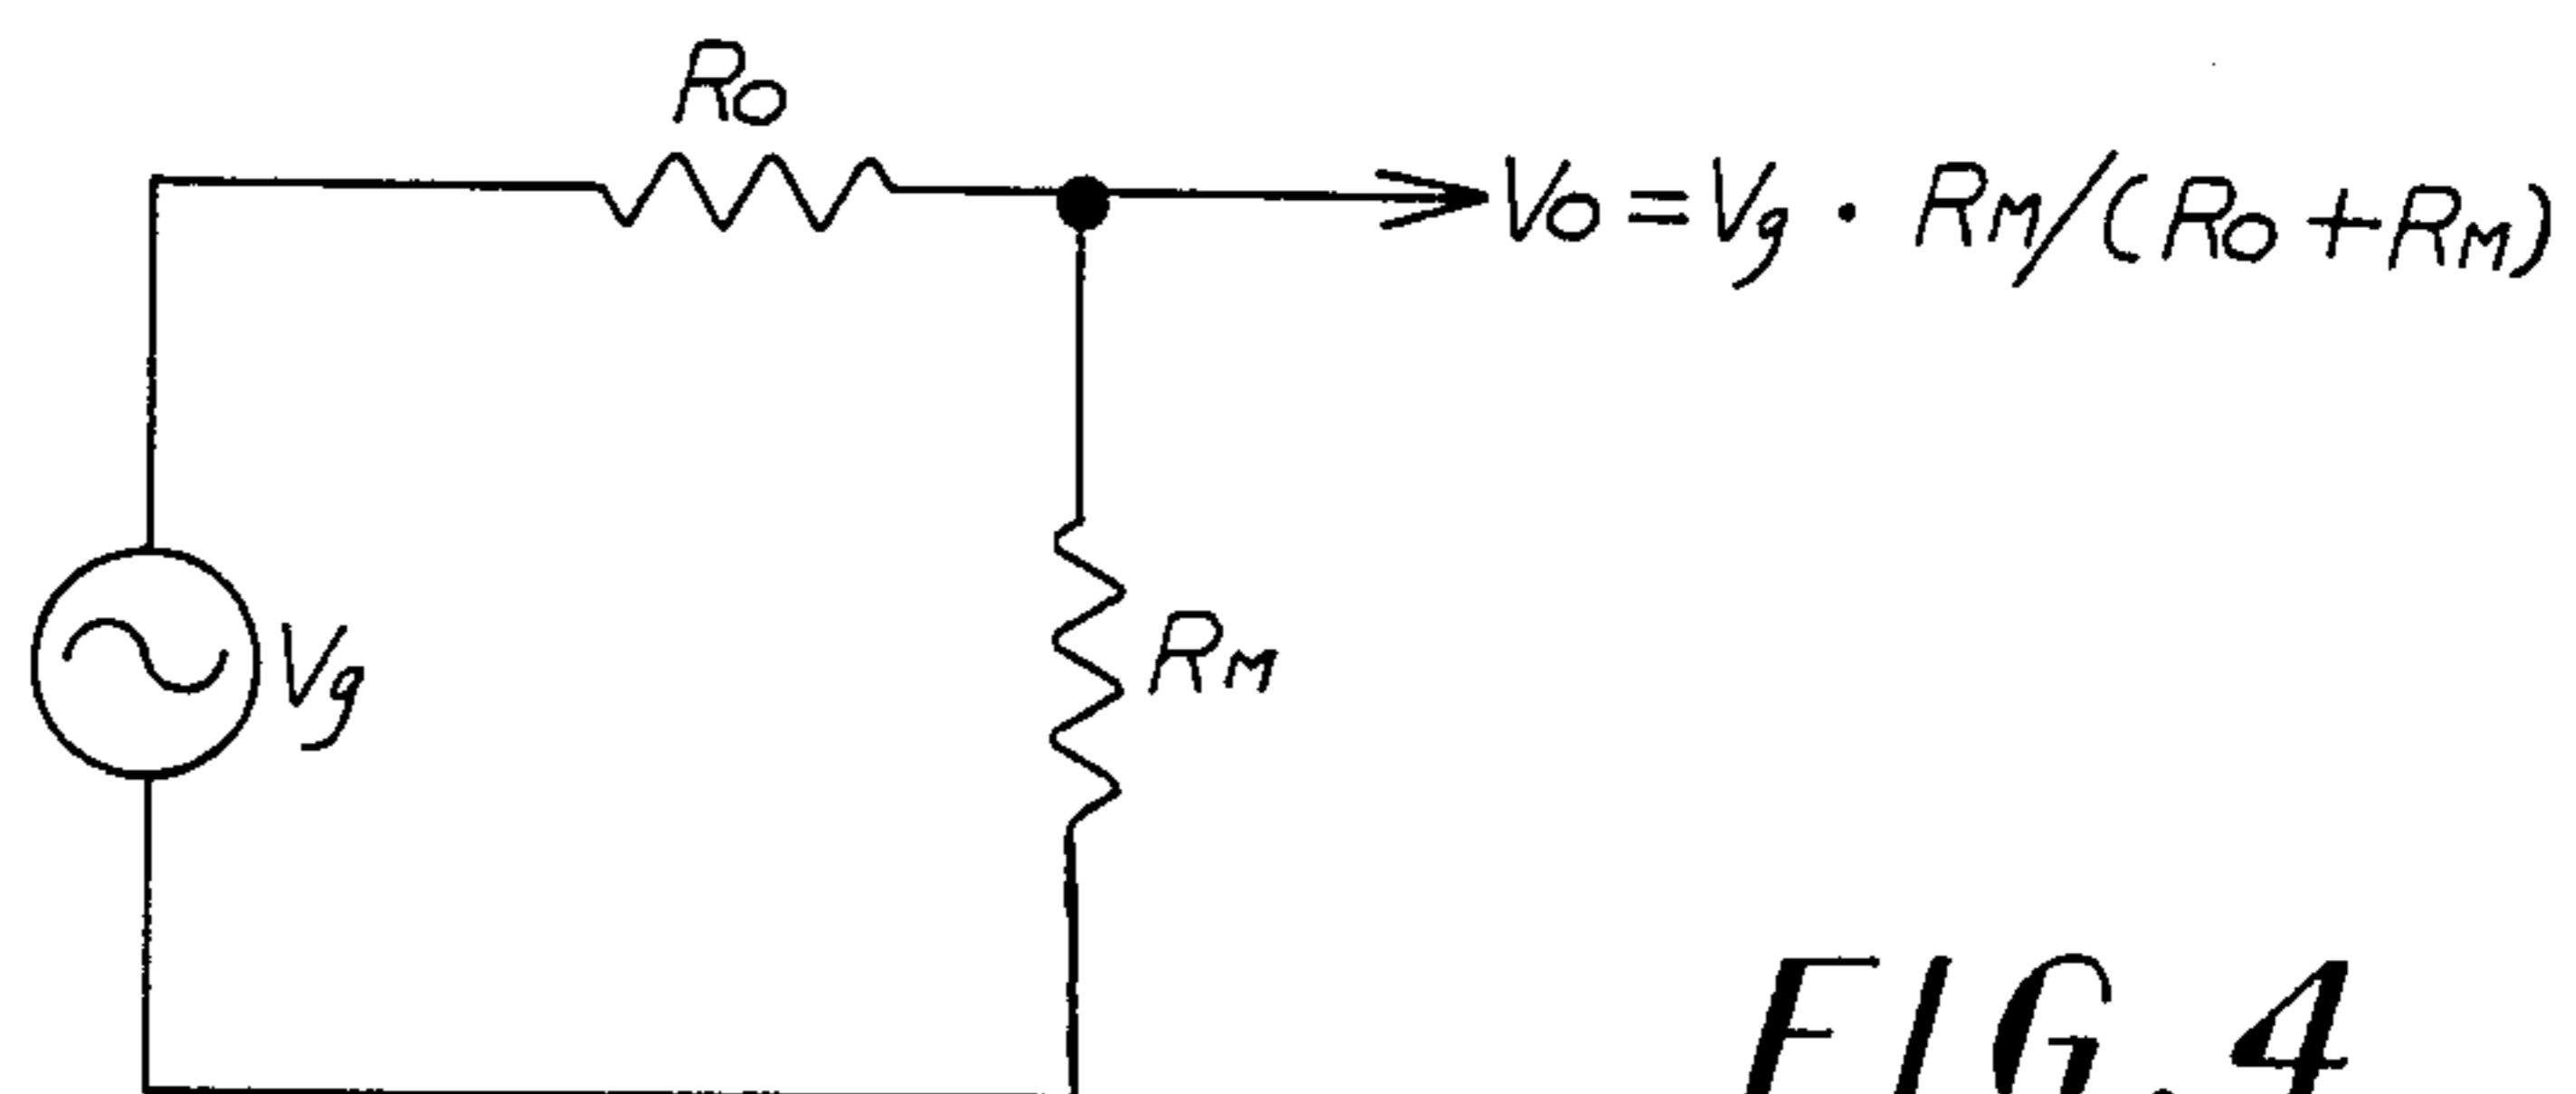 Ro
Vo = Vg · RM/(Ro + RM)
Vg
RM
FIG. 4